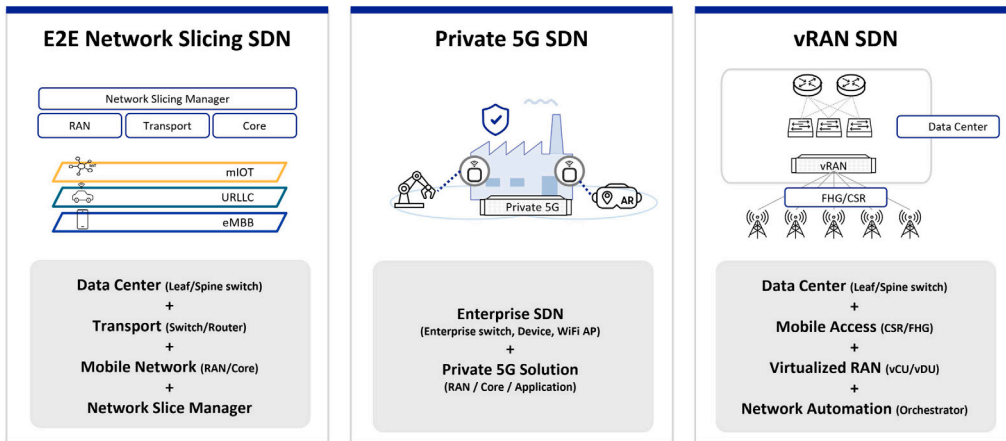 E2E Network Slicing SDN
Network Slicing Manager
RAN
Transport
Core
mIOT
URLLC
eMBB
Data Center (Leaf/Spine switch)
+
Transport (Switch/Router)
+
Mobile Network (RAN/Core)
+
Network Slice Manager
Private 5G SDN
AR
Private 5G
Enterprise SDN
(Enterprise switch, Device, WiFi AP)
+
Private 5G Solution
(RAN / Core / Application)
vRAN SDN
Data Center
vRAN
FHG/CSR
Data Center (Leaf/Spine switch)
+
Mobile Access (CSR/FHG)
+
Virtualized RAN (vCU/vDU)
+
Network Automation (Orchestrator)